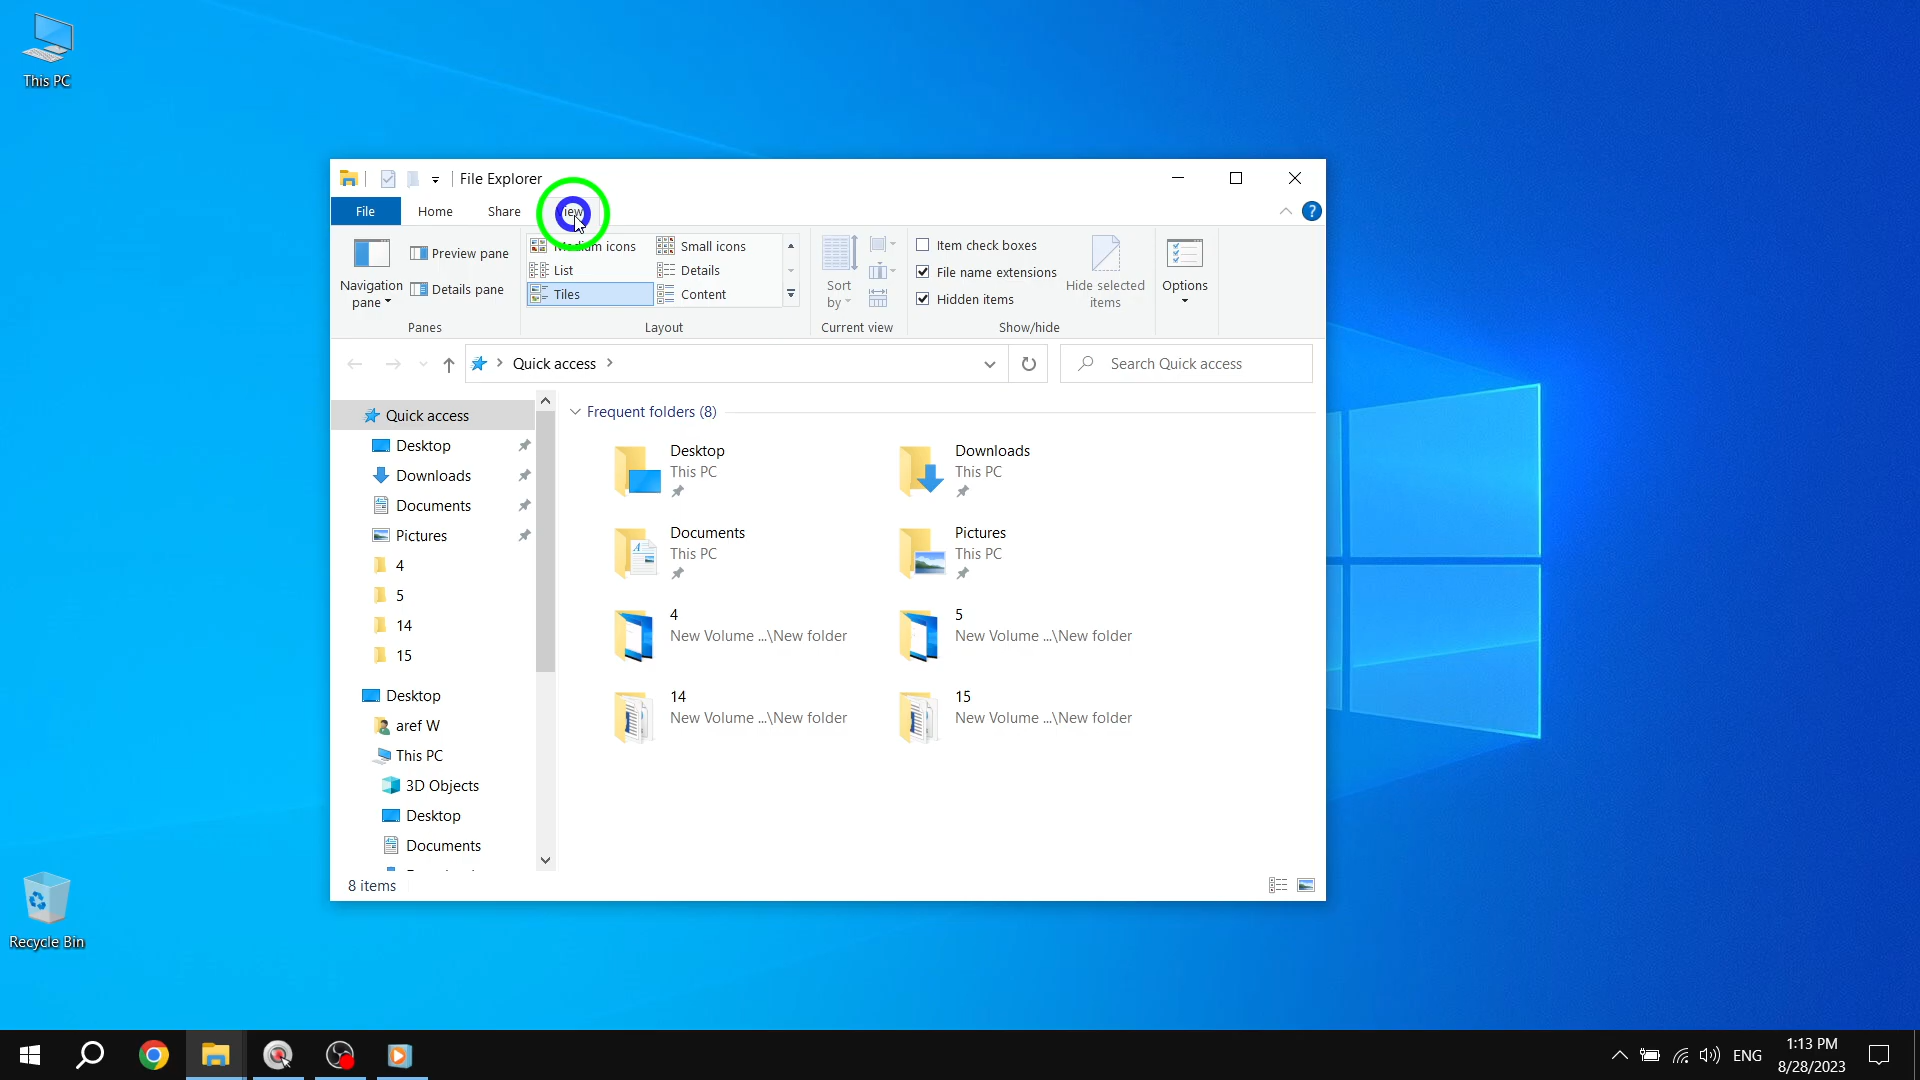 This PC
File Explorer
File
Home
Share
View
Navigation
pane
Preview pane
Details pane
Panes
Medium icons
Small icons
List
Details
Tiles
Content
Layout
Sort
by
Current view
Item check boxes
File name extensions
Hidden items
Hide selected
items
Show/hide
Options
Quick access
Search Quick access
Quick access
Desktop
Downloads
Documents
Pictures
4
5
14
15
Desktop
aref W
This PC
3D Objects
Desktop
Documents
Frequent folders (8)
Desktop
This PC
Downloads
This PC
Documents
This PC
Pictures
This PC
4
New Volume ...\New folder
5
New Volume ...\New folder
14
New Volume ...\New folder
15
New Volume ...\New folder
8 items
Recycle Bin
ENG
1:13 PM
8/28/2023